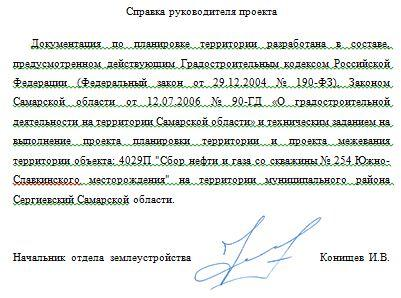 Справка руководителя проекта
Документация по планировке территории разработана в составе,
предусмотренном действующим Градостроительным кодексом Российской
Федерации (Федеральный закон от 29.12.2004 № 190-ФЗ), Законом
Самарской области от 12.07.2006 № 90-ГД «О градостроительной
деятельности на территории Самарской области» и техническим заданием на
выполнение проекта планировки территории и проекта межевания
территории объекта: 4029П "Сбор нефти и газа со скважины № 254 Южно-
Славкинского месторождения" на территории муниципального района
Сергиевский Самарской области.
Начальник отдела землеустройства Конищев И.В.